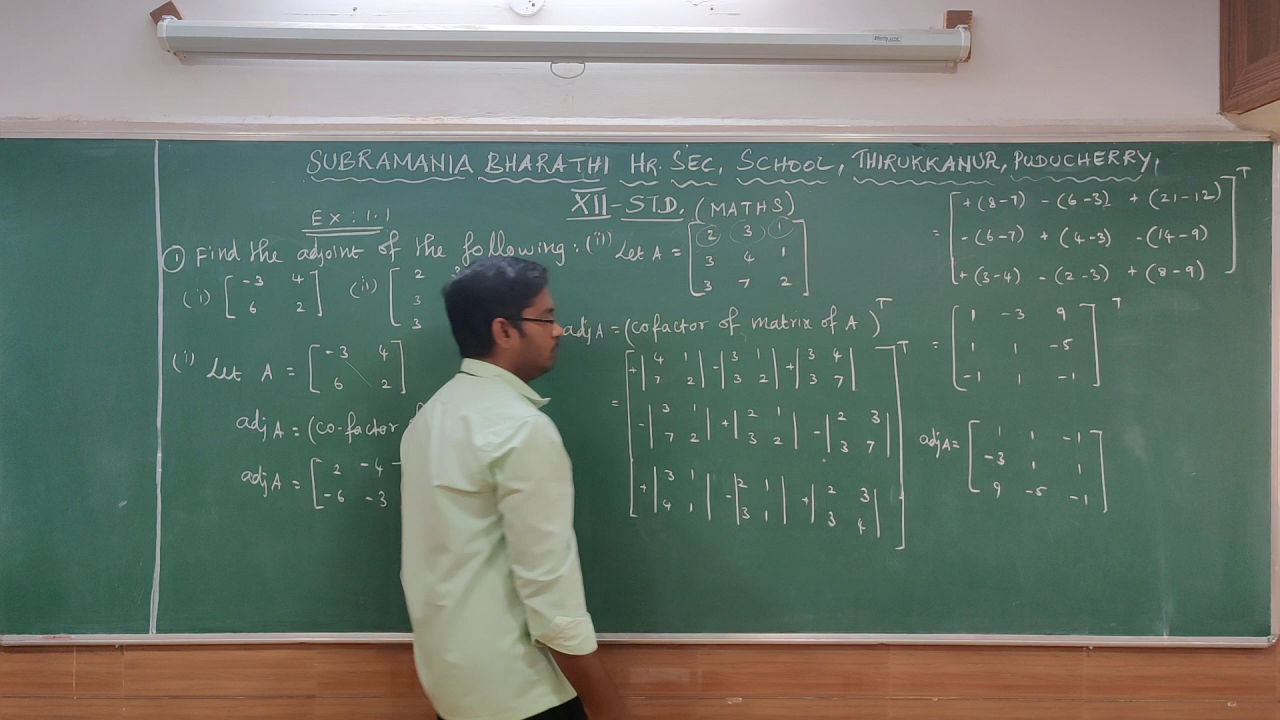 SUBRAMANIA BHARATHI HR. SEC, SCHOOL, THIRUKKANUR, PUDUCHERRY,
XII-STD. (MATHS)
Ex: 1.1
① Find the adjoint of the following:
(i) [ -3 4
6 2 ] (ii) [ 2
3
3
(i) Let A = [ -3 4
6 2 ]
adj A = (co-factor
adj A = [ 2 -4
-6 -3
(ii) Let A = [ 2 3 1
3 4 1
3 7 2 ]
adj A = (cofactor of matrix of A)^T
= [ +| 4 1 | -| 3 1 | +| 3 4 |
| 7 2 | | 3 2 | | 3 7 |
-| 3 1 | +| 2 1 | -| 2 3 |
| 7 2 | | 3 2 | | 3 7 |
+| 3 1 | -| 2 1 | +| 2 3 |
| 4 1 | | 3 1 | | 3 4 | ]^T
= [ +(8-7) -(6-3) +(21-12)
-(6-7) +(4-3) -(14-9)
+(3-4) -(2-3) +(8-9) ]^T
= [ 1 -3 9
1 1 -5
-1 1 -1 ]^T
adj A = [ 1 1 -1
-3 1 1
9 -5 -1 ]